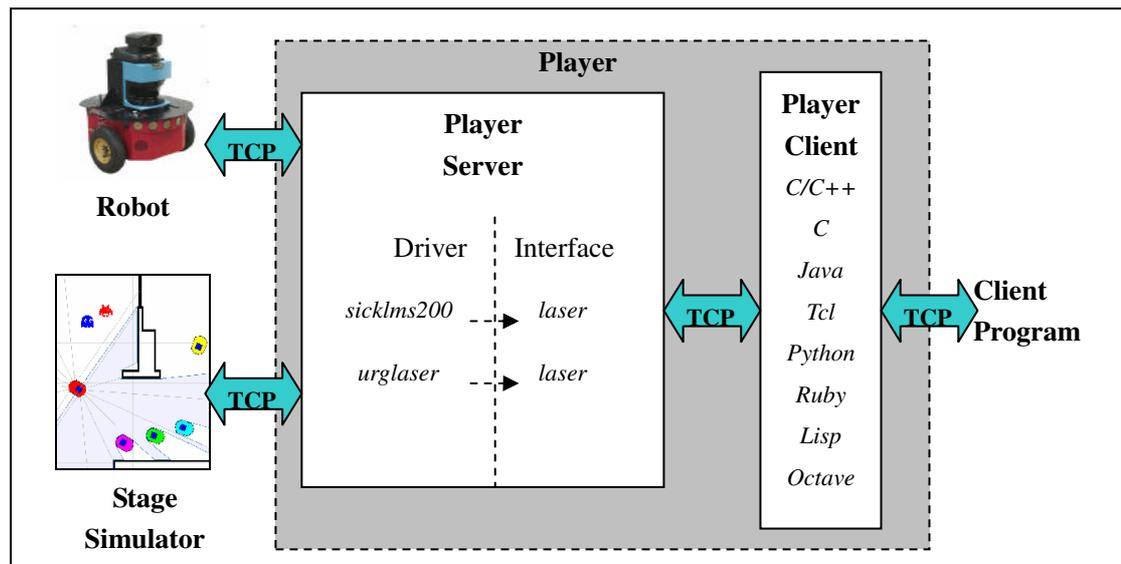 Player
Robot
TCP
Stage
Simulator
TCP
Player
Server
Driver Interface
sicklms200 laser
urglaser laser
TCP
Player
Client
C/C++
C
Java
Tcl
Python
Ruby
Lisp
Octave
TCP
Client
Program